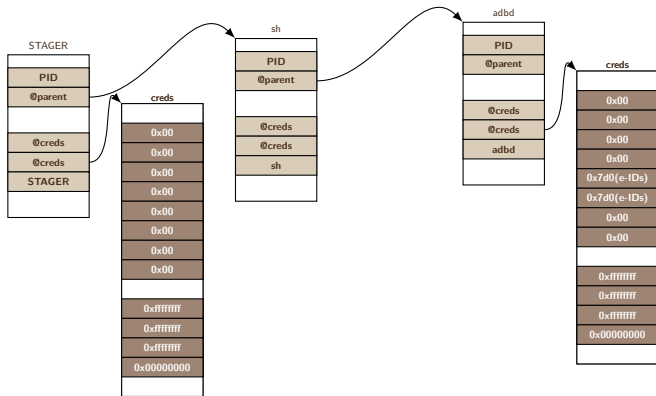 STAGER
PID
@parent
@creds
@creds
STAGER
creds
0x00
0x00
0x00
0x00
0x00
0x00
0x00
0x00
0xffffffff
0xffffffff
0xffffffff
0x00000000
sh
PID
@parent
@creds
@creds
sh
adbd
PID
@parent
@creds
@creds
adbd
creds
0x00
0x00
0x00
0x00
0x7d0(e-IDs)
0x7d0(e-IDs)
0x00
0x00
0xffffffff
0xffffffff
0xffffffff
0x00000000